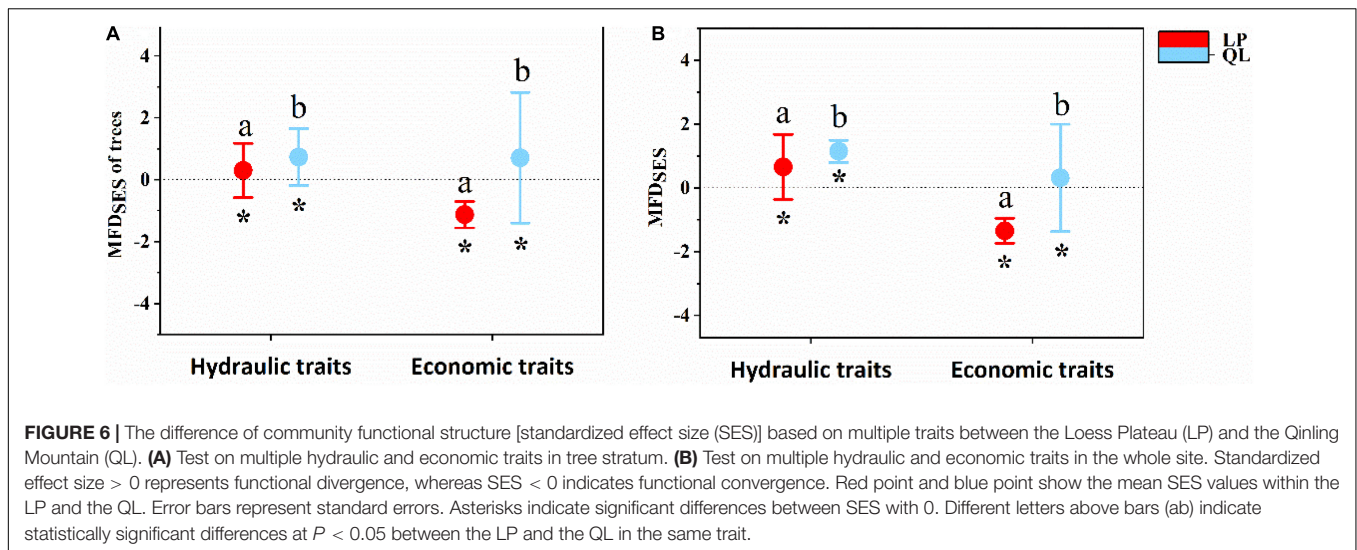 A
B
LP
QL
MFDSES of trees
4
2
0
-2
-4
a
b
a
b
*
*
*
*
Hydraulic traits
Economic traits
MFDSES
4
2
0
-2
-4
a
b
a
b
*
*
*
*
Hydraulic traits
Economic traits
FIGURE 6 | The difference of community functional structure [standardized effect size (SES)] based on multiple traits between the Loess Plateau (LP) and the Qinling
Mountain (QL). (A) Test on multiple hydraulic and economic traits in tree stratum. (B) Test on multiple hydraulic and economic traits in the whole site. Standardized
effect size > 0 represents functional divergence, whereas SES < 0 indicates functional convergence. Red point and blue point show the mean SES values within the
LP and the QL. Error bars represent standard errors. Asterisks indicate significant differences between SES with 0. Different letters above bars (ab) indicate
statistically significant differences at P < 0.05 between the LP and the QL in the same trait.